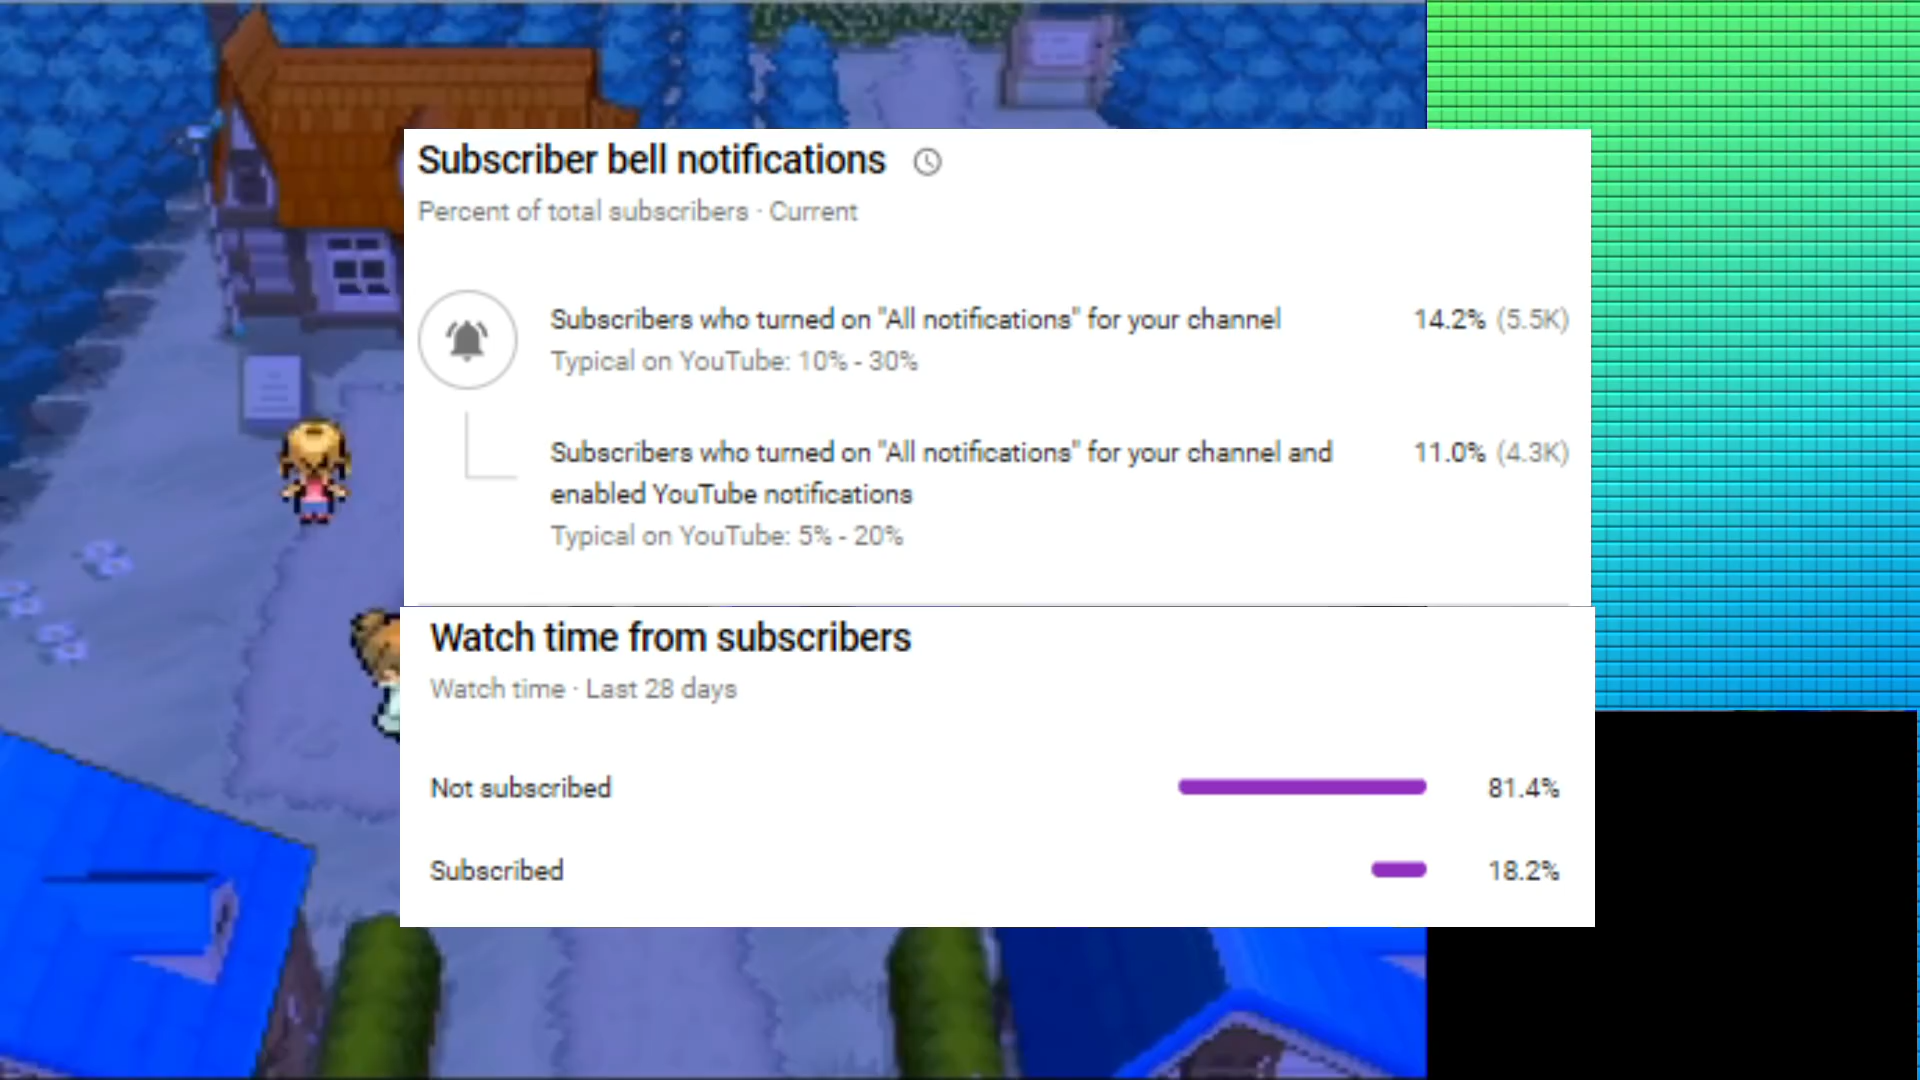 Subscriber bell notifications
Percent of total subscribers · Current
Subscribers who turned on "All notifications" for your channel 14.2% (5.5K)
Typical on YouTube: 10% - 30%
Subscribers who turned on "All notifications" for your channel and 11.0% (4.3K)
enabled YouTube notifications
Typical on YouTube: 5% - 20%
Watch time from subscribers
Watch time · Last 28 days
Not subscribed 81.4%
Subscribed 18.2%